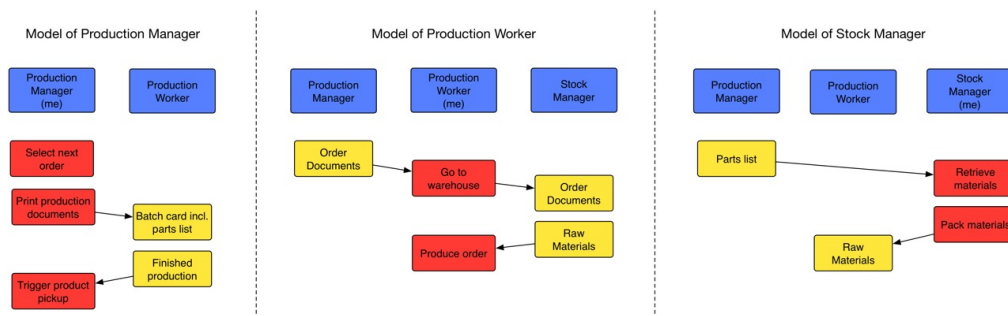 Model of Production Manager
Production
Manager
(me)
Production
Worker
Select next
order
Print production
documents
Batch card incl.
parts list
Finished
production
Trigger product
pickup
Model of Production Worker
Production
Manager
Production
Worker
(me)
Stock
Manager
Order
Documents
Go to
warehouse
Order
Documents
Raw
Materials
Produce order
Model of Stock Manager
Production
Manager
Production
Worker
Stock
Manager
(me)
Parts list
Retrieve
materials
Pack materials
Raw
Materials